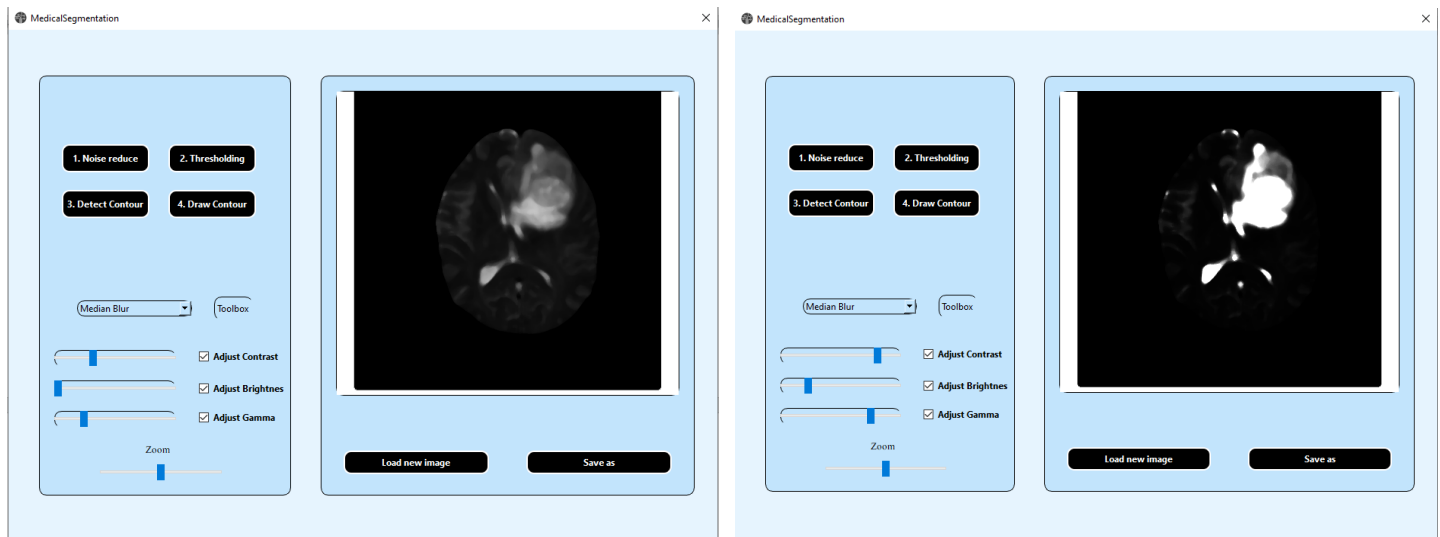 MedicalSegmentation
1. Noise reduce
2. Thresholding
3. Detect Contour
4. Draw Contour
Median Blur
Toolbox
Adjust Contrast
Adjust Brightnes
Adjust Gamma
Zoom
Load new image
Save as
MedicalSegmentation
1. Noise reduce
2. Thresholding
3. Detect Contour
4. Draw Contour
Median Blur
Toolbox
Adjust Contrast
Adjust Brightnes
Adjust Gamma
Zoom
Load new image
Save as